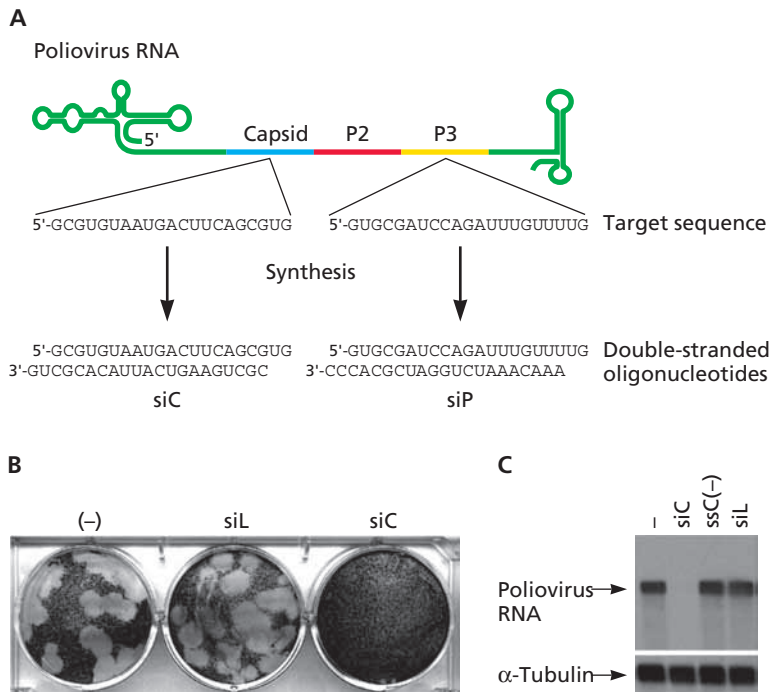 A
Poliovirus RNA
5'
Capsid P2 P3
5'-GCGUGUAAUGACUUCAGCGUG 5'-GUGCGAUCCAGAUUUGUUUUG Target sequence
Synthesis
5'-GCGUGUAAUGACUUCAGCGUG 5'-GUGCGAUCCAGAUUUGUUUUG Double-stranded
3'-GUCGCACAUUACUGAAGUCGC 3'-CCCACGCUAGGUCUAAACAAA oligonucleotides
siC siP
B C
(–) siL siC
– siC ssC(–) siL
Poliovirus
RNA
α-Tubulin